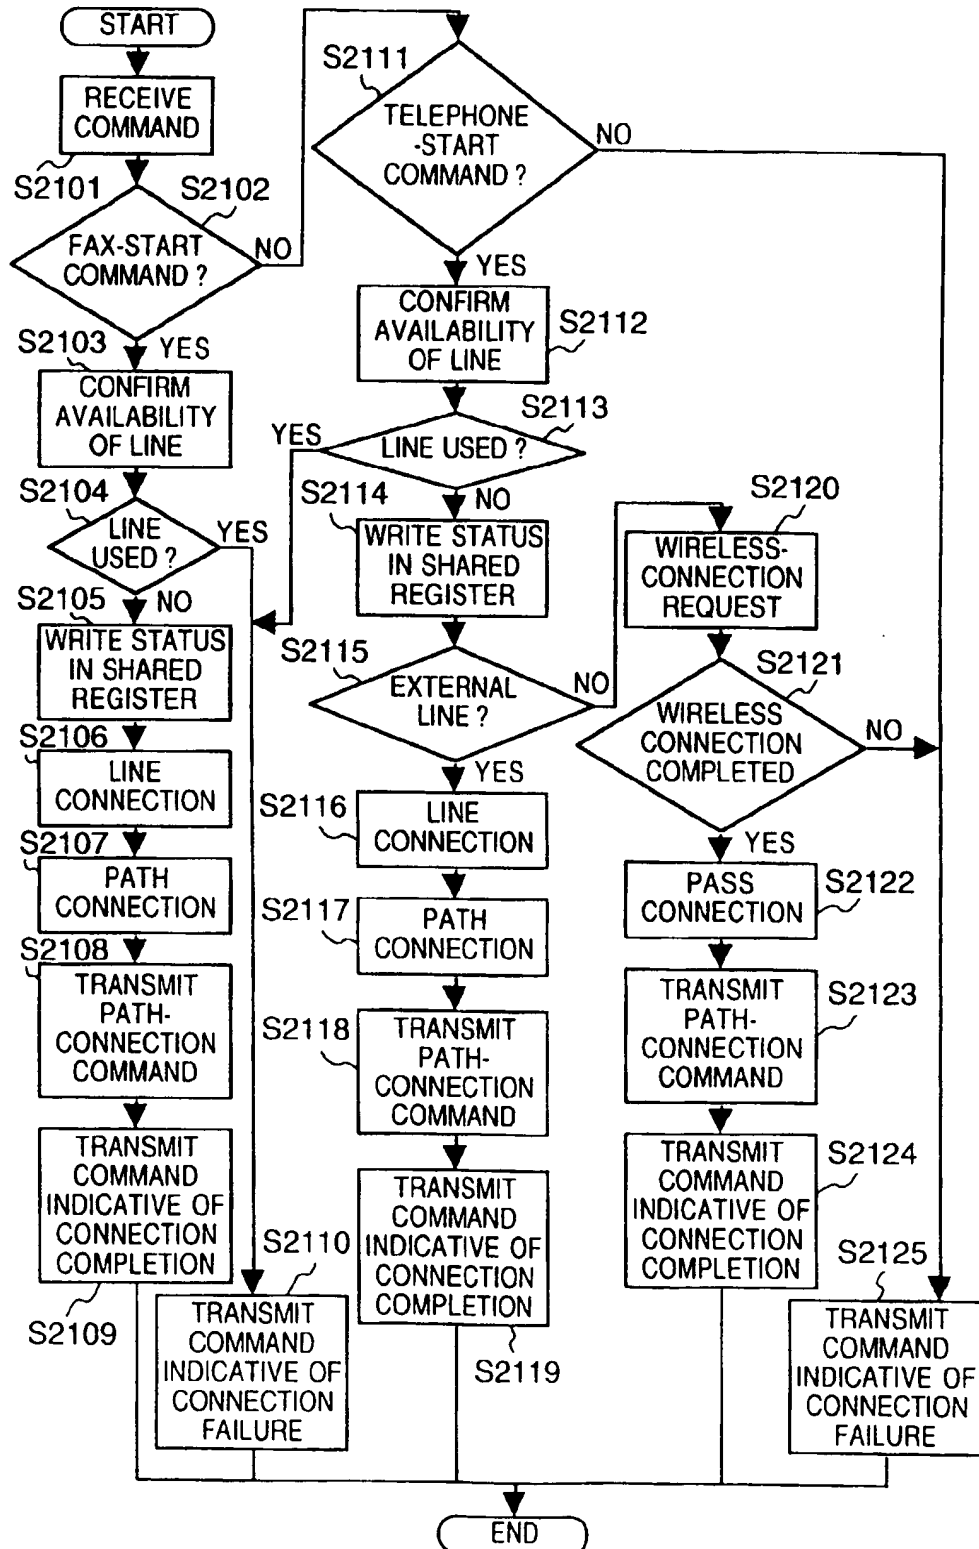 START
RECEIVE
COMMAND
S2101
S2102
FAX-START
COMMAND ?
NO
YES
S2103
CONFIRM
AVAILABILITY
OF LINE
S2104
LINE
USED ?
YES
NO
S2105
WRITE STATUS
IN SHARED
REGISTER
S2106
LINE
CONNECTION
S2107
PATH
CONNECTION
S2108
TRANSMIT
PATH-
CONNECTION
COMMAND
TRANSMIT
COMMAND
INDICATIVE OF
CONNECTION
COMPLETION
S2109
S2110
TRANSMIT
COMMAND
INDICATIVE OF
CONNECTION
FAILURE
S2111
TELEPHONE
-START
COMMAND ?
NO
YES
CONFIRM
AVAILABILITY
OF LINE
S2112
S2113
LINE USED ?
YES
NO
S2114
WRITE STATUS
IN SHARED
REGISTER
S2115
EXTERNAL
LINE ?
NO
YES
S2116
LINE
CONNECTION
S2117
PATH
CONNECTION
S2118
TRANSMIT
PATH-
CONNECTION
COMMAND
TRANSMIT
COMMAND
INDICATIVE OF
CONNECTION
COMPLETION
S2119
S2120
WIRELESS-
CONNECTION
REQUEST
S2121
WIRELESS
CONNECTION
COMPLETED
NO
YES
PASS
CONNECTION
S2122
TRANSMIT
PATH-
CONNECTION
COMMAND
S2123
TRANSMIT
COMMAND
INDICATIVE OF
CONNECTION
COMPLETION
S2124
S2125
TRANSMIT
COMMAND
INDICATIVE OF
CONNECTION
FAILURE
END